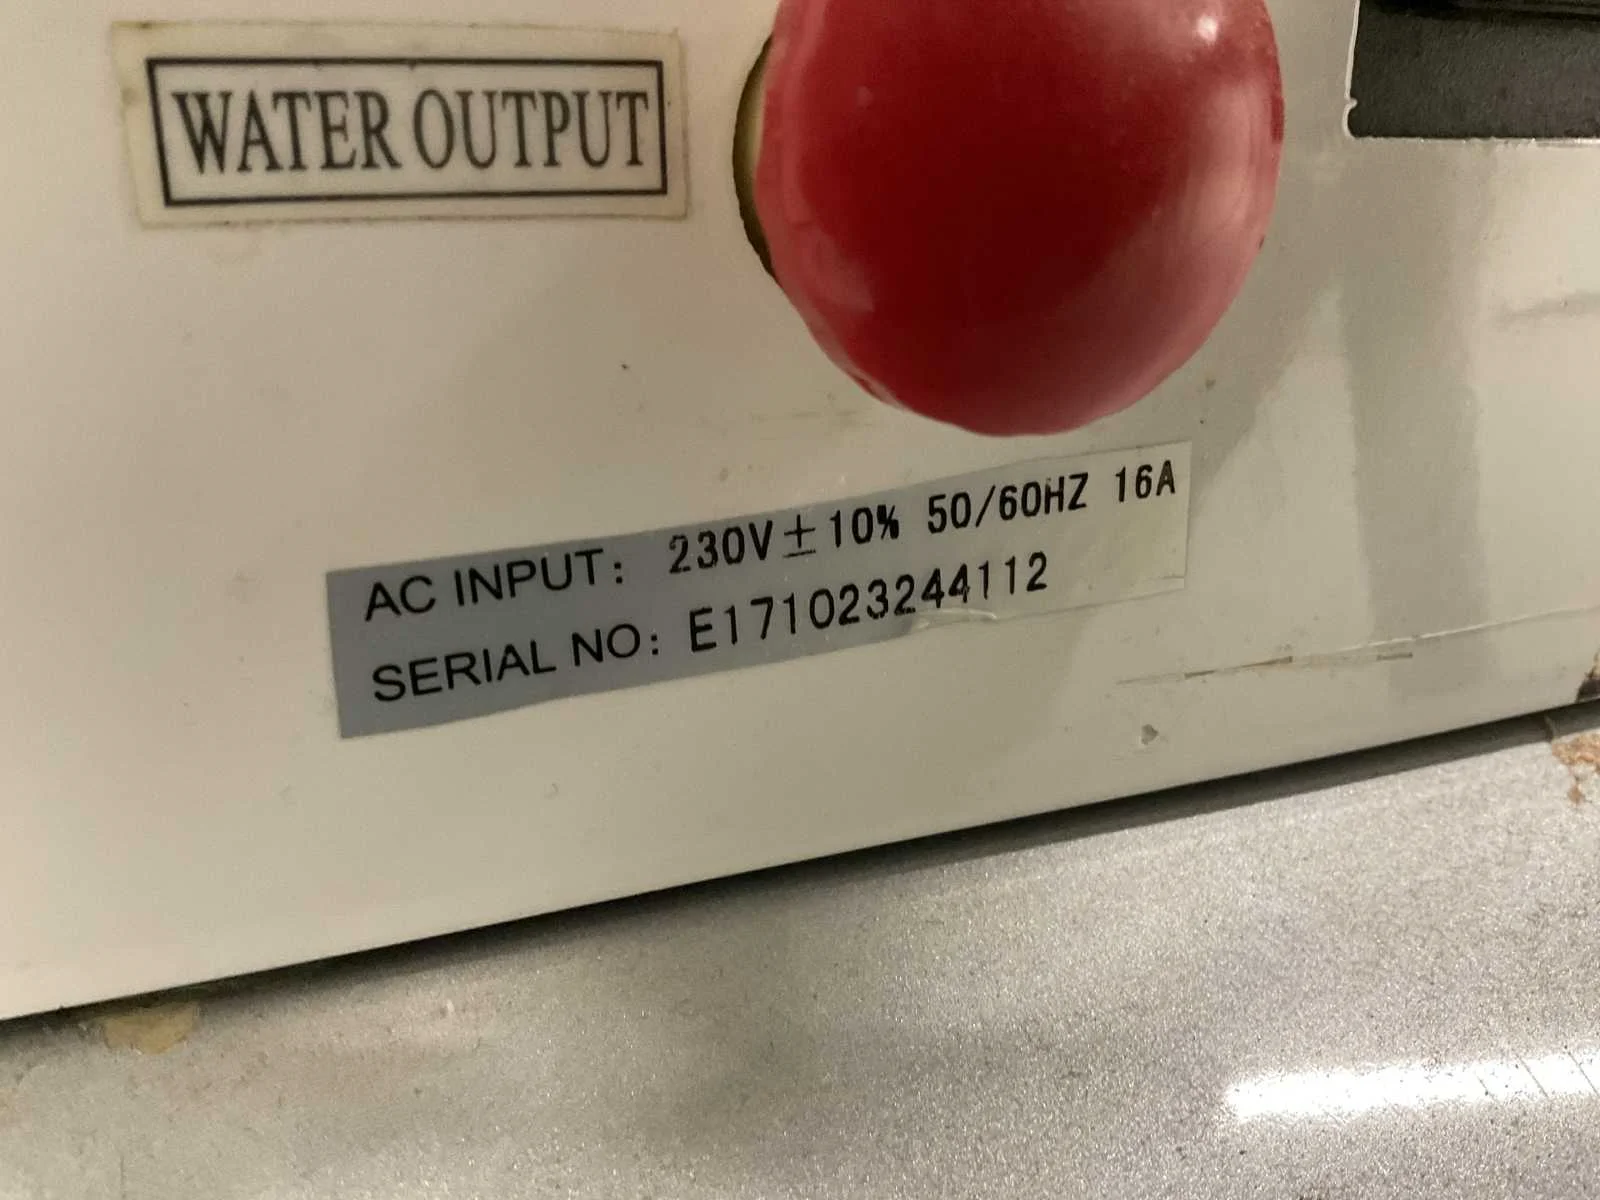 WATER OUTPUT
AC INPUT: 230V±10% 50/60HZ 16A
SERIAL NO: E171023244112